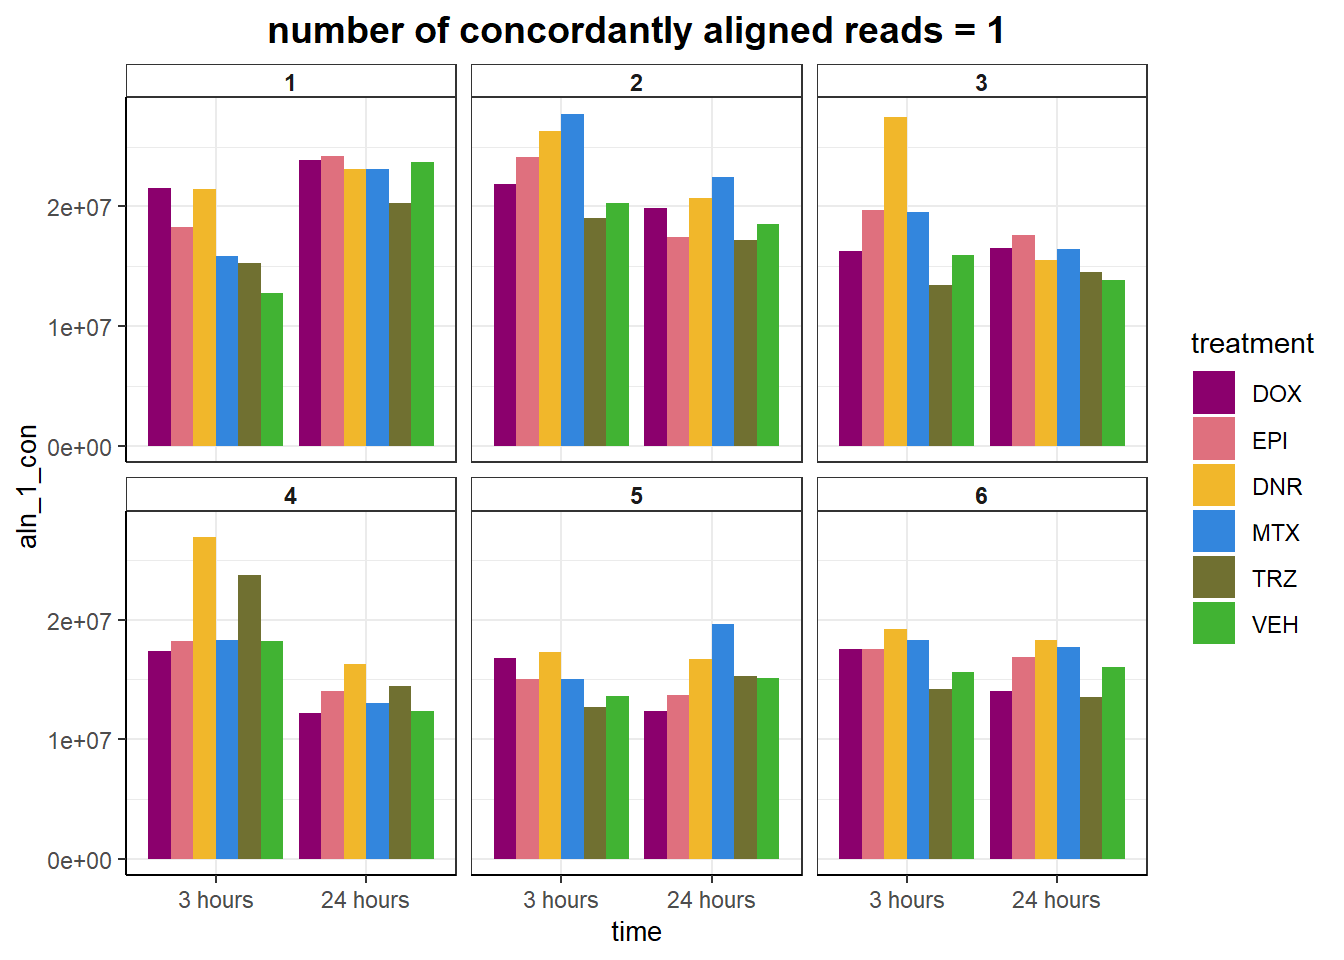 number of concordantly aligned reads = 1
1
2
3
2e+07
1e+07
0e+00
4
5
6
2e+07
1e+07
0e+00
3 hours
24 hours
3 hours
24 hours
3 hours
24 hours
time
aln_1_con
treatment
DOX
EPI
DNR
MTX
TRZ
VEH